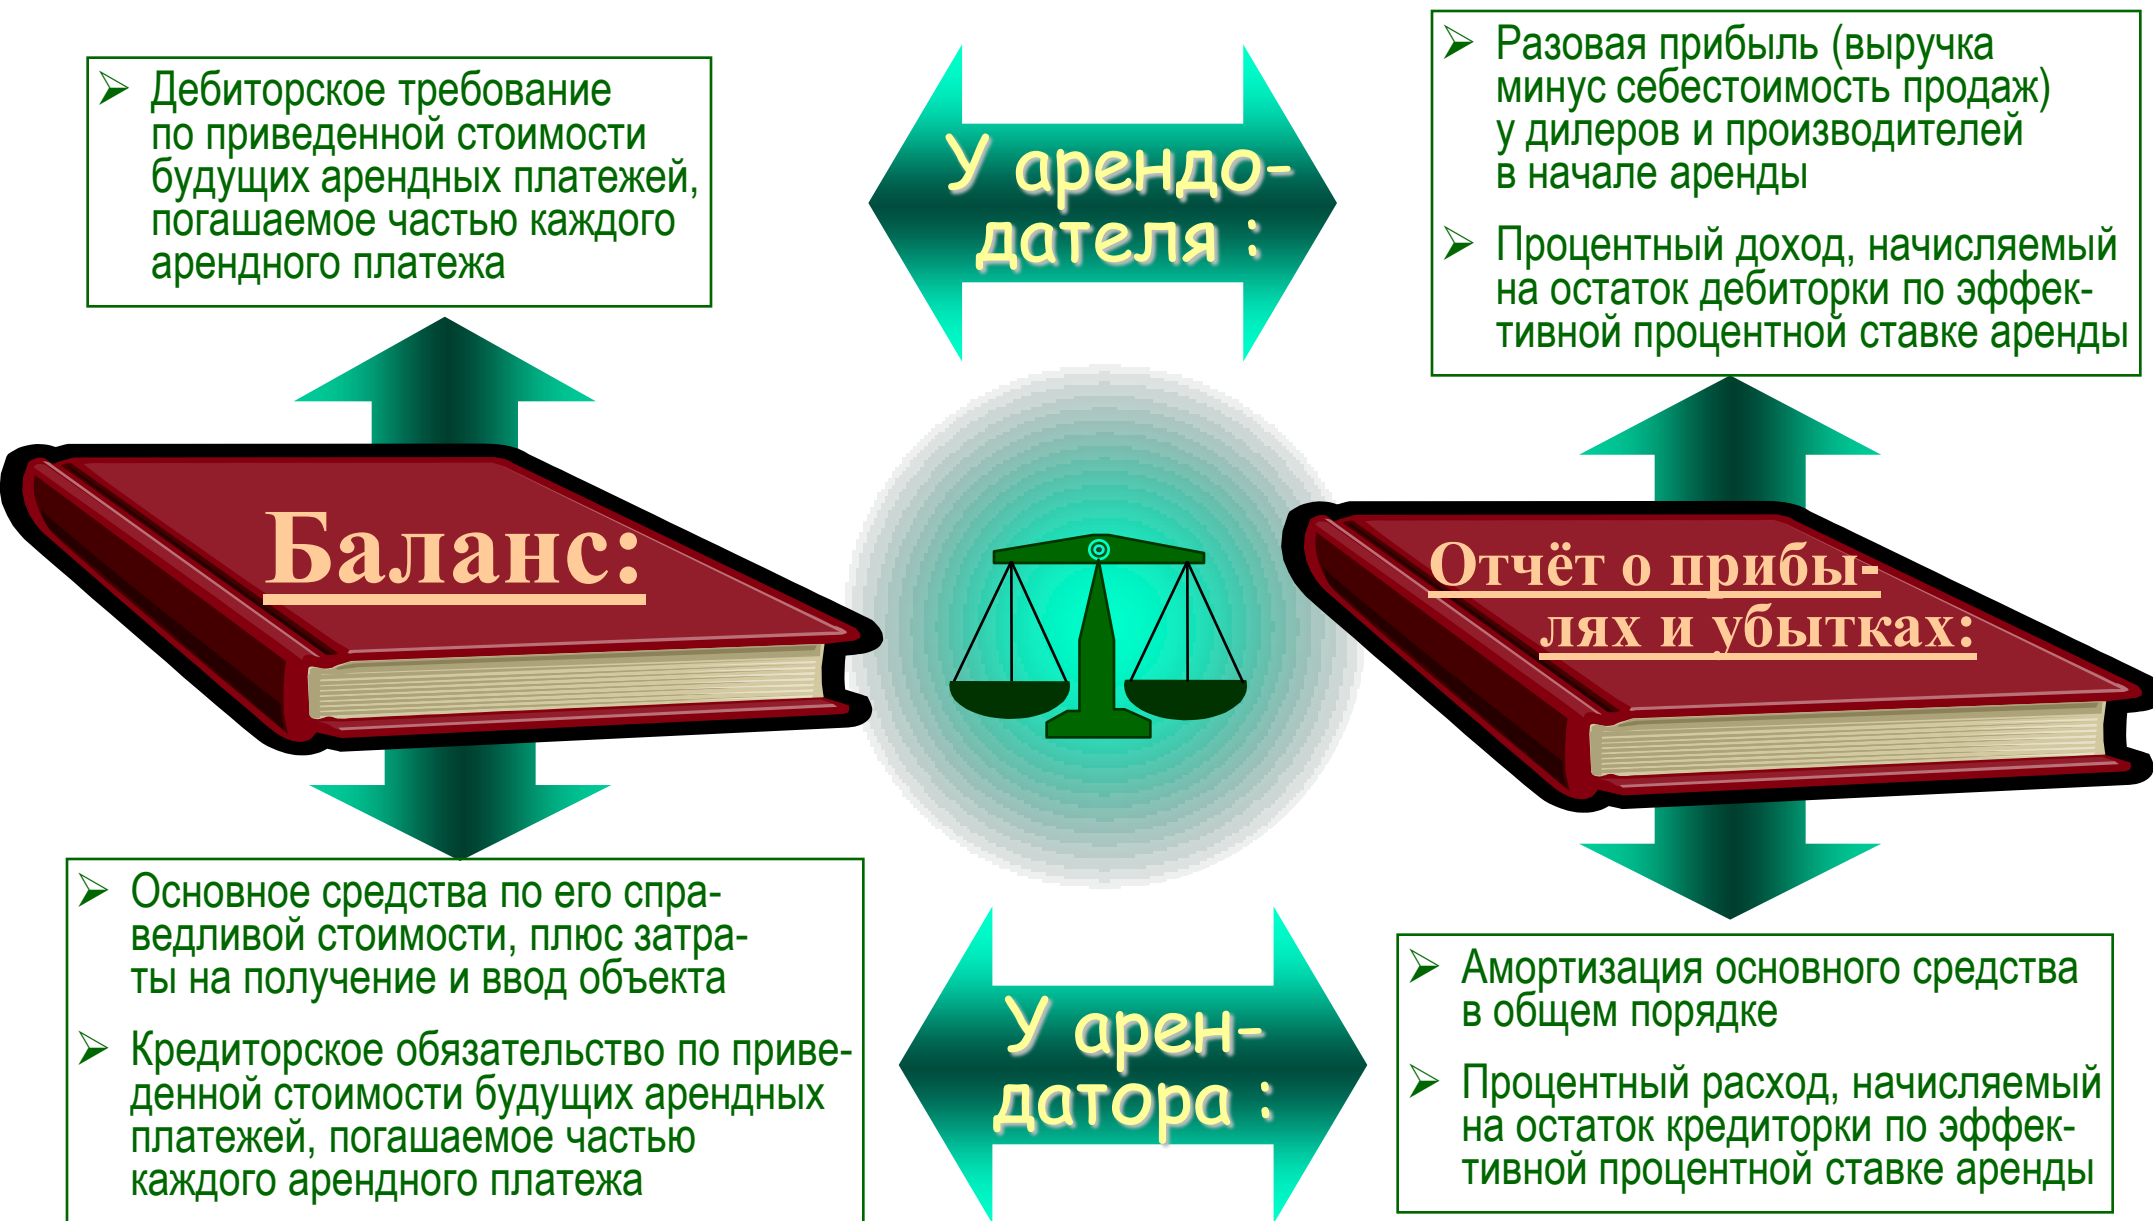 Дебиторское требование
по приведенной стоимости
будущих арендных платежей,
погашаемое частью каждого
арендного платежа
У арендо-
дателя :
Разовая прибыль (выручка
минус себестоимость продаж)
у дилеров и производителей
в начале аренды
Процентный доход, начисляемый
на остаток дебиторки по эффек-
тивной процентной ставке аренды
Баланс:
Отчёт о прибы-
лях и убытках:
Основное средства по его спра-
ведливой стоимости, плюс затра-
ты на получение и ввод объекта
Кредиторское обязательство по приве-
денной стоимости будущих арендных
платежей, погашаемое частью
каждого арендного платежа
У арен-
датора :
Амортизация основного средства
в общем порядке
Процентный расход, начисляемый
на остаток кредиторки по эффек-
тивной процентной ставке аренды